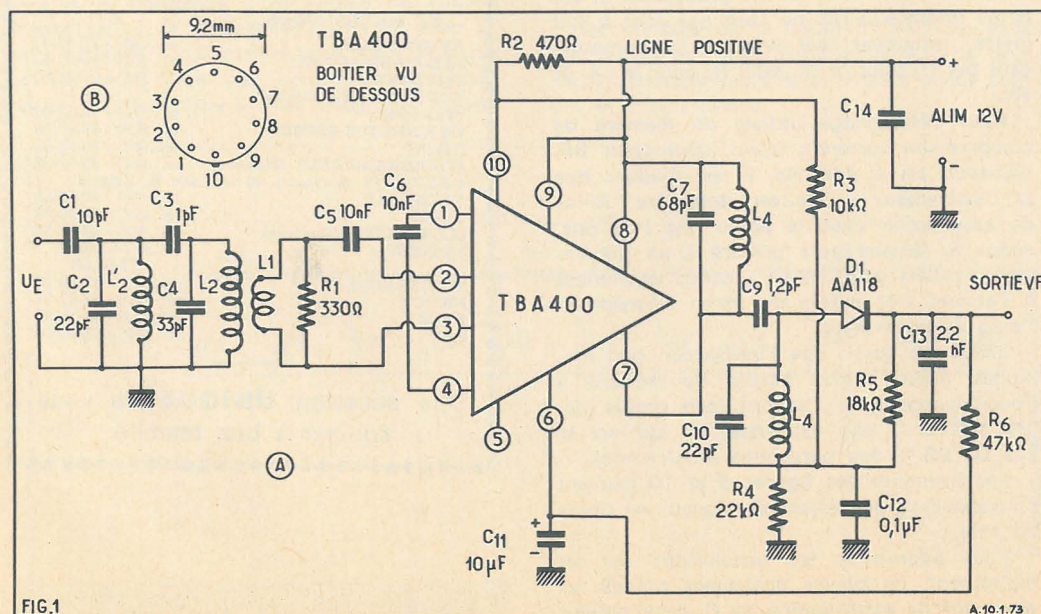 9,2mm
TBA400
BOITIER VU
DE DESSOUS
B
1
2
3
4
5
6
7
8
9
10
R2 470Ω
LIGNE POSITIVE
+
C14
ALIM 12V
-
C1
10pF
C3
1pF
C5 10nF
C6
10nF
UE
C2
22pF
L'2
C4
33pF
L2
L1
R1
330Ω
1
2
3
4
5
6
7
8
9
10
TBA400
C7
68pF
L4
R3
10kΩ
C9 1,2pF
D1
AA118
SORTIE VF
C13 2,2
nF
C10
22pF
L4
R5
18kΩ
R6
47kΩ
R4
22kΩ
C12
0,1µF
A
C11
10µF
+
-
FIG.1
A.10.1.73